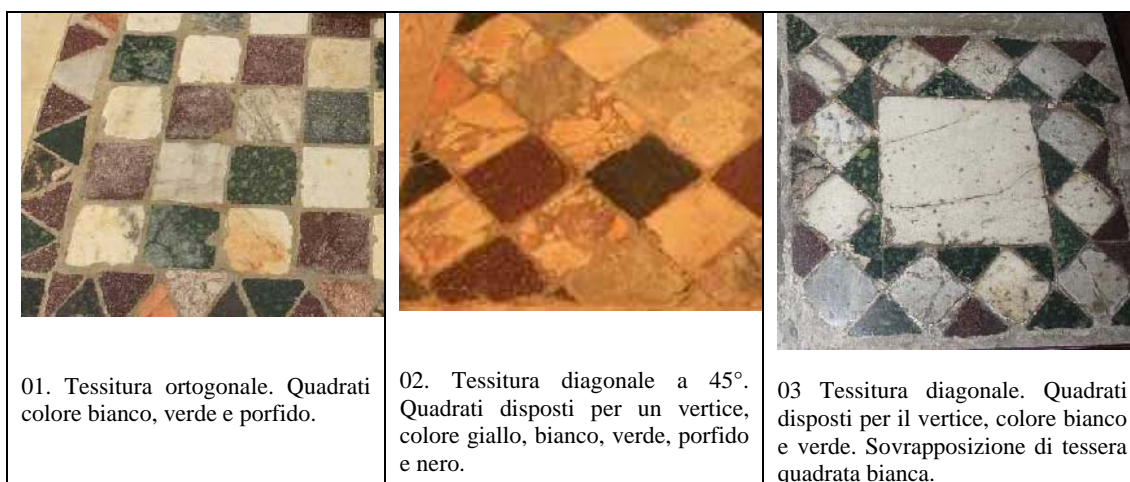 01. Tessitura ortogonale. Quadrati
colore bianco, verde e porfido.
02. Tessitura diagonale a 45°.
Quadrati disposti per un vertice,
colore giallo, bianco, verde, porfido
e nero.
03 Tessitura diagonale. Quadrati
disposti per il vertice, colore bianco
e verde. Sovrapposizione di tessera
quadrata bianca.